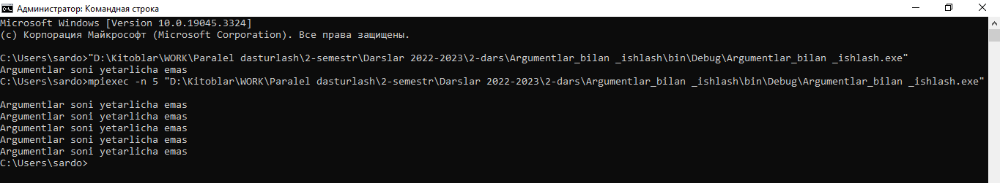 Администратор: Командная строка
Microsoft Windows [Version 10.0.19045.3324]
(c) Корпорация Майкрософт (Microsoft Corporation). Все права защищены.
C:\Users\sardo>"D:\Kitoblar\WORK\Paralel dasturlash\2-semestr\Darslar 2022-2023\2-dars\Argumentlar_bilan _ishlash\bin\Debug\Argumentlar_bilan _ishlash.exe"
Argumentlar soni yetarlicha emas
C:\Users\sardo>mpiexec -n 5 "D:\Kitoblar\WORK\Paralel dasturlash\2-semestr\Darslar 2022-2023\2-dars\Argumentlar_bilan _ishlash\bin\Debug\Argumentlar_bilan _ishlash.exe"
Argumentlar soni yetarlicha emas
Argumentlar soni yetarlicha emas
Argumentlar soni yetarlicha emas
Argumentlar soni yetarlicha emas
Argumentlar soni yetarlicha emas
C:\Users\sardo>